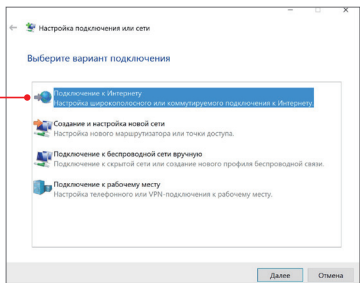 Настройка подключения или сети
Выберите вариант подключения
Подключение к Интернету
Настройка широкополосного или коммутируемого подключения к Интернету.
Создание и настройка новой сети
Настройка нового маршрутизатора или точки доступа.
Подключение к беспроводной сети вручную
Подключение к скрытой сети или создание нового профиля беспроводной связи.
Подключение к рабочему месту
Настройка телефонного или VPN-подключения к рабочему месту.
Далее Отмена